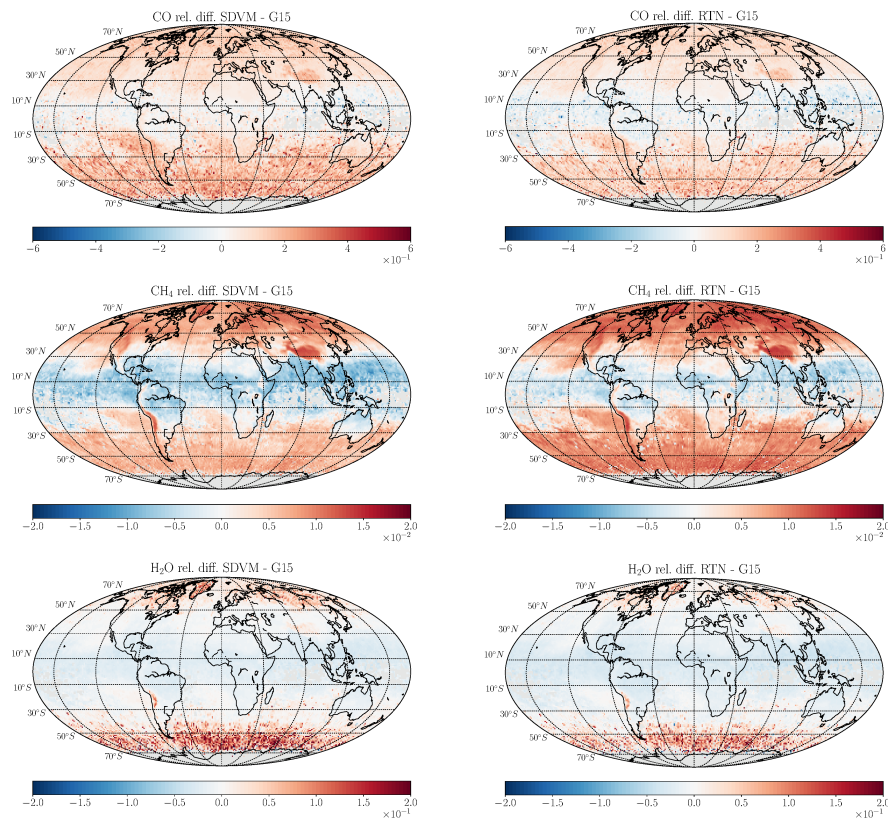 CO rel. diff. SDVM - G15
70°N
50°N
30°N
10°N
10°S
30°S
50°S
70°S
−6 −4 −2 0 2 4 6
×10⁻¹
CO rel. diff. RTN - G15
70°N
50°N
30°N
10°N
10°S
30°S
50°S
70°S
−6 −4 −2 0 2 4 6
×10⁻¹
CH₄ rel. diff. SDVM - G15
70°N
50°N
30°N
10°N
10°S
30°S
50°S
70°S
−2.0 −1.5 −1.0 −0.5 0.0 0.5 1.0 1.5 2.0
×10⁻²
CH₄ rel. diff. RTN - G15
70°N
50°N
30°N
10°N
10°S
30°S
50°S
70°S
−2.0 −1.5 −1.0 −0.5 0.0 0.5 1.0 1.5 2.0
×10⁻²
H₂O rel. diff. SDVM - G15
70°N
50°N
30°N
10°N
10°S
30°S
50°S
70°S
−2.0 −1.5 −1.0 −0.5 0.0 0.5 1.0 1.5 2.0
×10⁻¹
H₂O rel. diff. RTN - G15
70°N
50°N
30°N
10°N
10°S
30°S
50°S
70°S
−2.0 −1.5 −1.0 −0.5 0.0 0.5 1.0 1.5 2.0
×10⁻¹